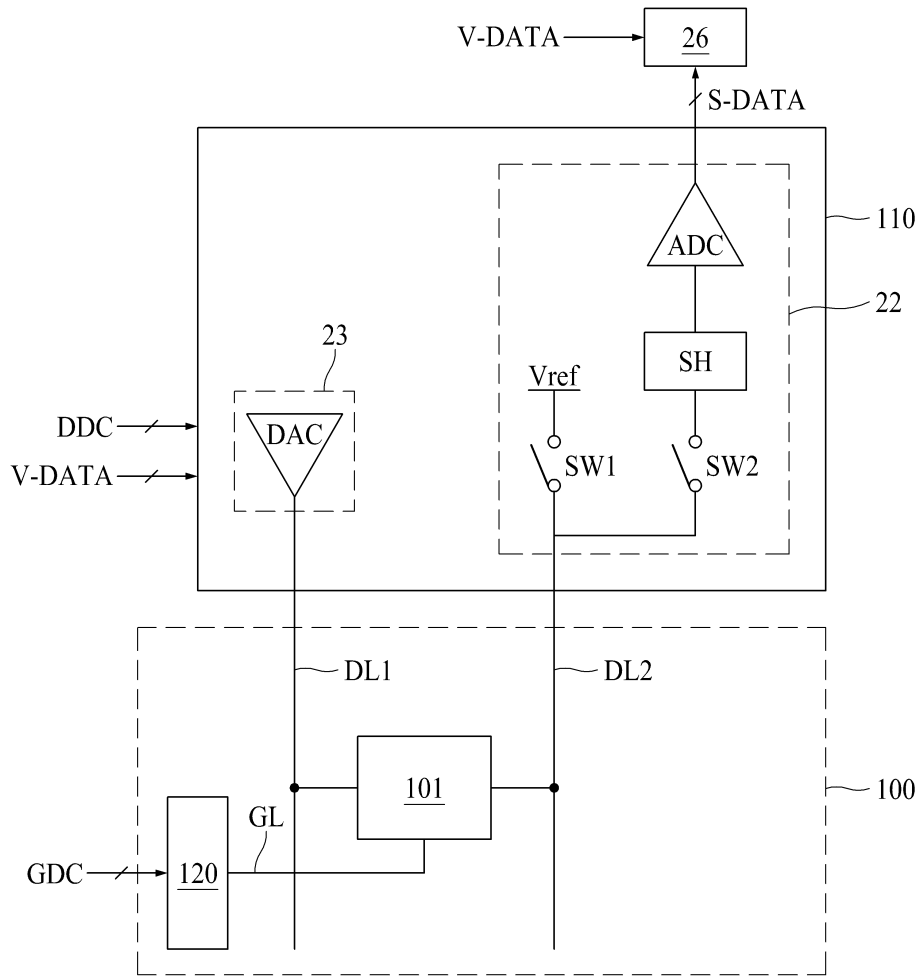 V-DATA
26
S-DATA
110
ADC
22
23
SH
Vref
DAC
DDC
SW1
SW2
V-DATA
DL1
DL2
101
100
GL
GDC
120